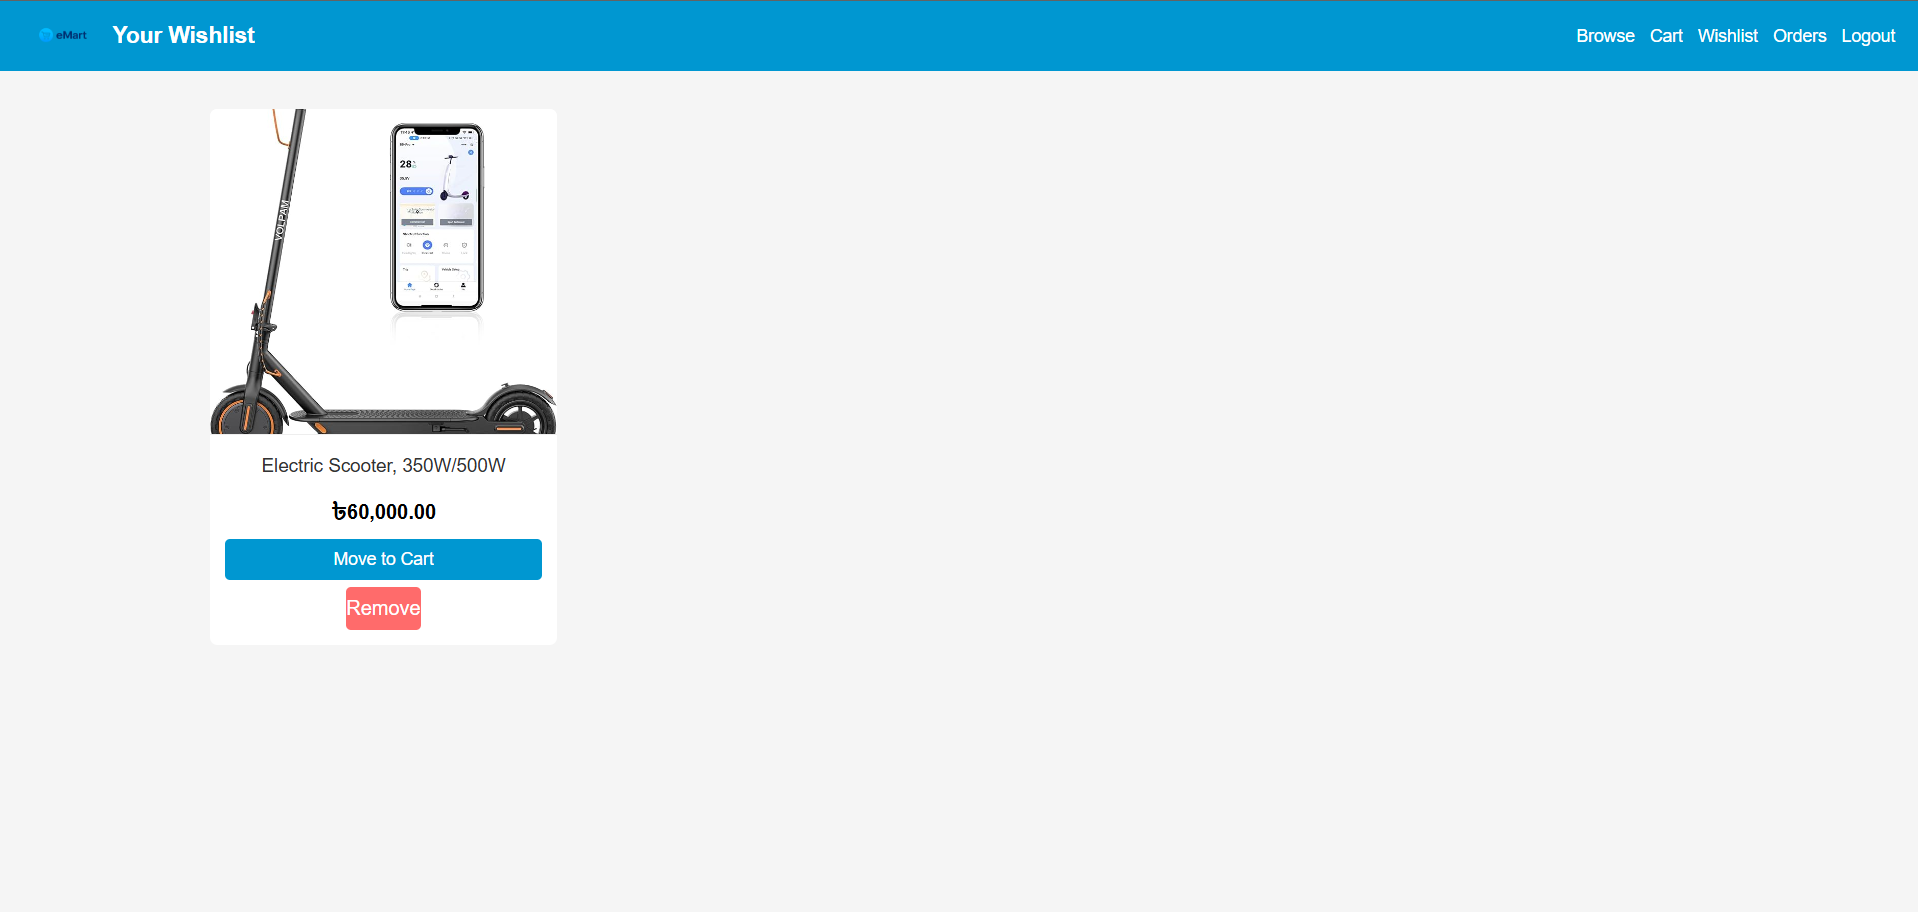 eMart
Your Wishlist
Browse Cart Wishlist Orders Logout
VOLPAM
28
Electric Scooter, 350W/500W
৳60,000.00
Move to Cart
Remove